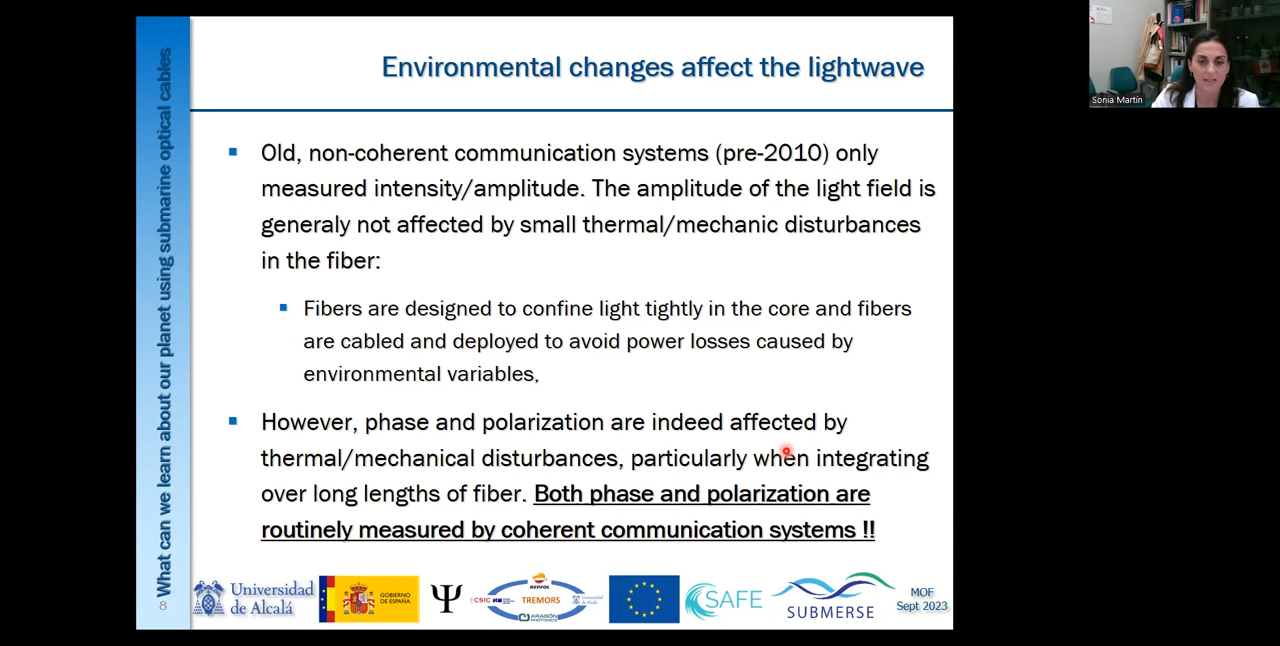 Environmental changes affect the lightwave
Sonia Martín
What can we learn about our planet using submarine optical cables
Old, non-coherent communication systems (pre-2010) only
measured intensity/amplitude. The amplitude of the light field is
generaly not affected by small thermal/mechanic disturbances
in the fiber:
Fibers are designed to confine light tightly in the core and fibers
are cabled and deployed to avoid power losses caused by
environmental variables,
However, phase and polarization are indeed affected by
thermal/mechanical disturbances, particularly when integrating
over long lengths of fiber. Both phase and polarization are
routinely measured by coherent communication systems !!
8
Universidad
de Alcalá
GOBIERNO
DE ESPAÑA
Ψ
REPSOL
CSIC
TREMORS
ARAGÓN
PHOTONICS
SAFE
SUBMERSE
MOF
Sept 2023